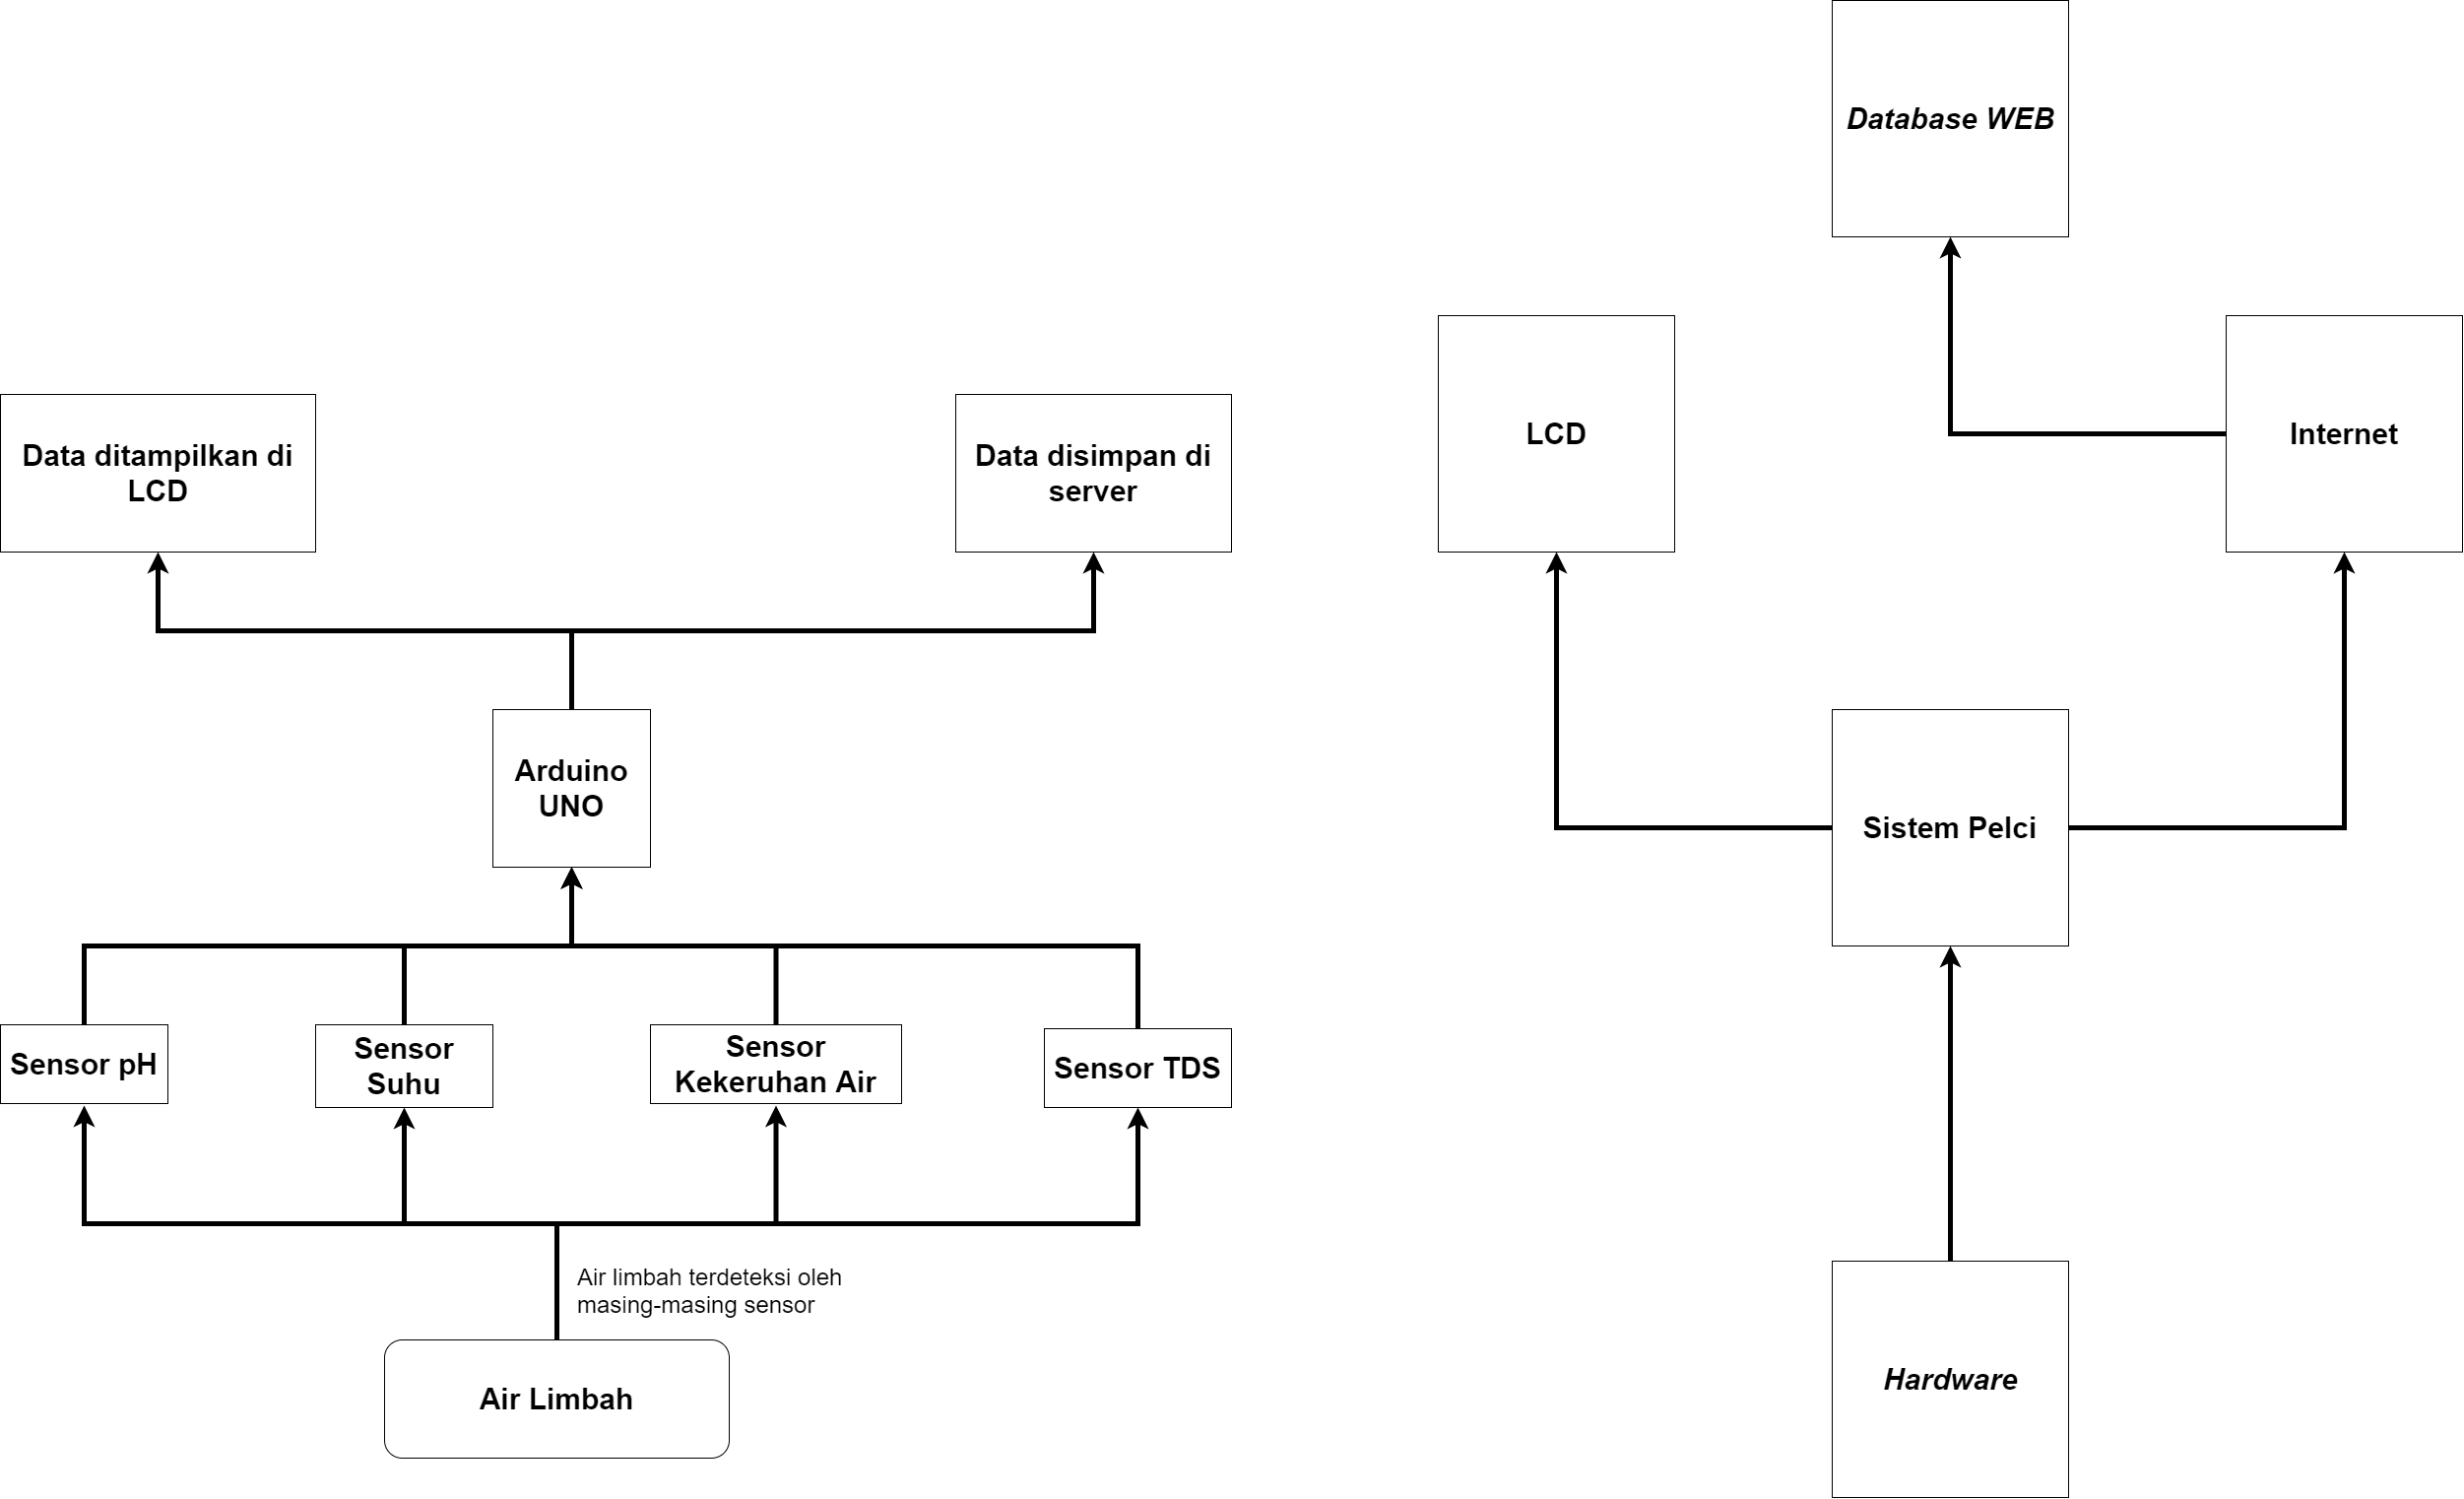 Database WEB
LCD
Internet
Data ditampilkan di
LCD
Data disimpan di
server
Arduino
UNO
Sistem Pelci
Sensor pH
Sensor
Suhu
Sensor
Kekeruhan Air
Sensor TDS
Air limbah terdeteksi oleh
masing-masing sensor
Air Limbah
Hardware